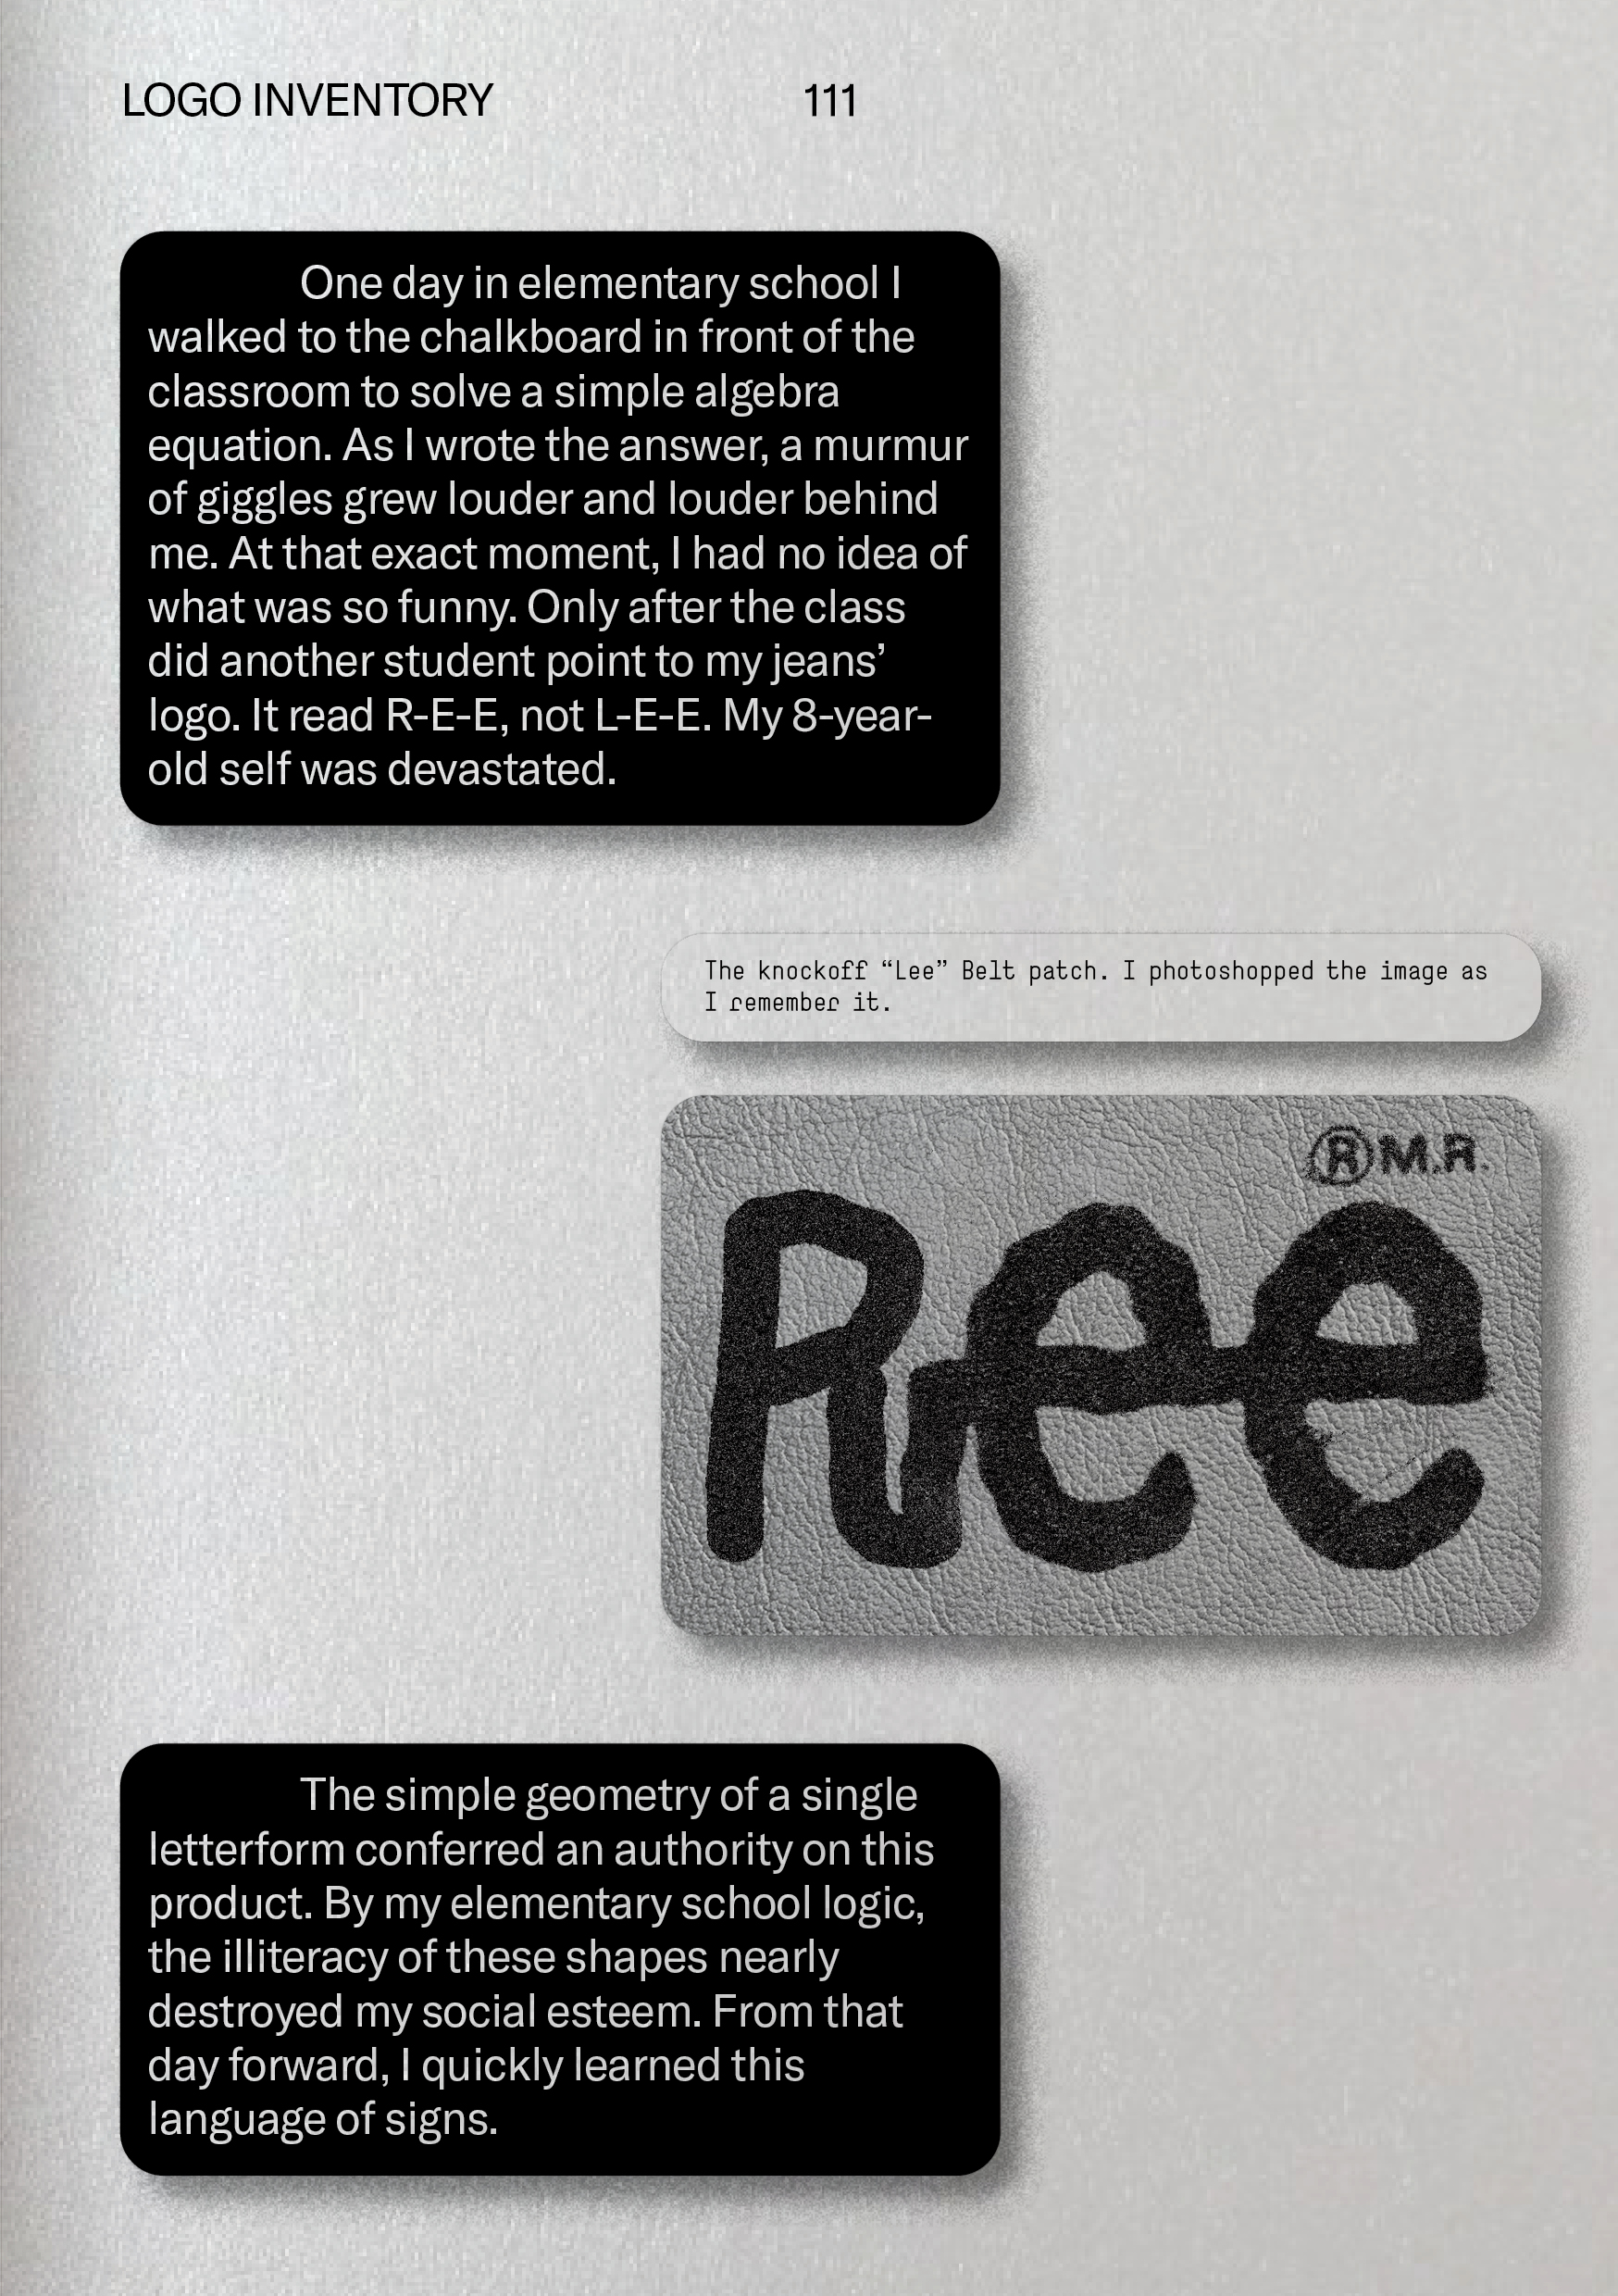 LOGO INVENTORY 111
One day in elementary school I
walked to the chalkboard in front of the
classroom to solve a simple algebra
equation. As I wrote the answer, a murmur
of giggles grew louder and louder behind
me. At that exact moment, I had no idea of
what was so funny. Only after the class
did another student point to my jeans’
logo. It read R-E-E, not L-E-E. My 8-year-
old self was devastated.
The knockoff “Lee” Belt patch. I photoshopped the image as
I remember it.
® M.R.
Ree
The simple geometry of a single
letterform conferred an authority on this
product. By my elementary school logic,
the illiteracy of these shapes nearly
destroyed my social esteem. From that
day forward, I quickly learned this
language of signs.